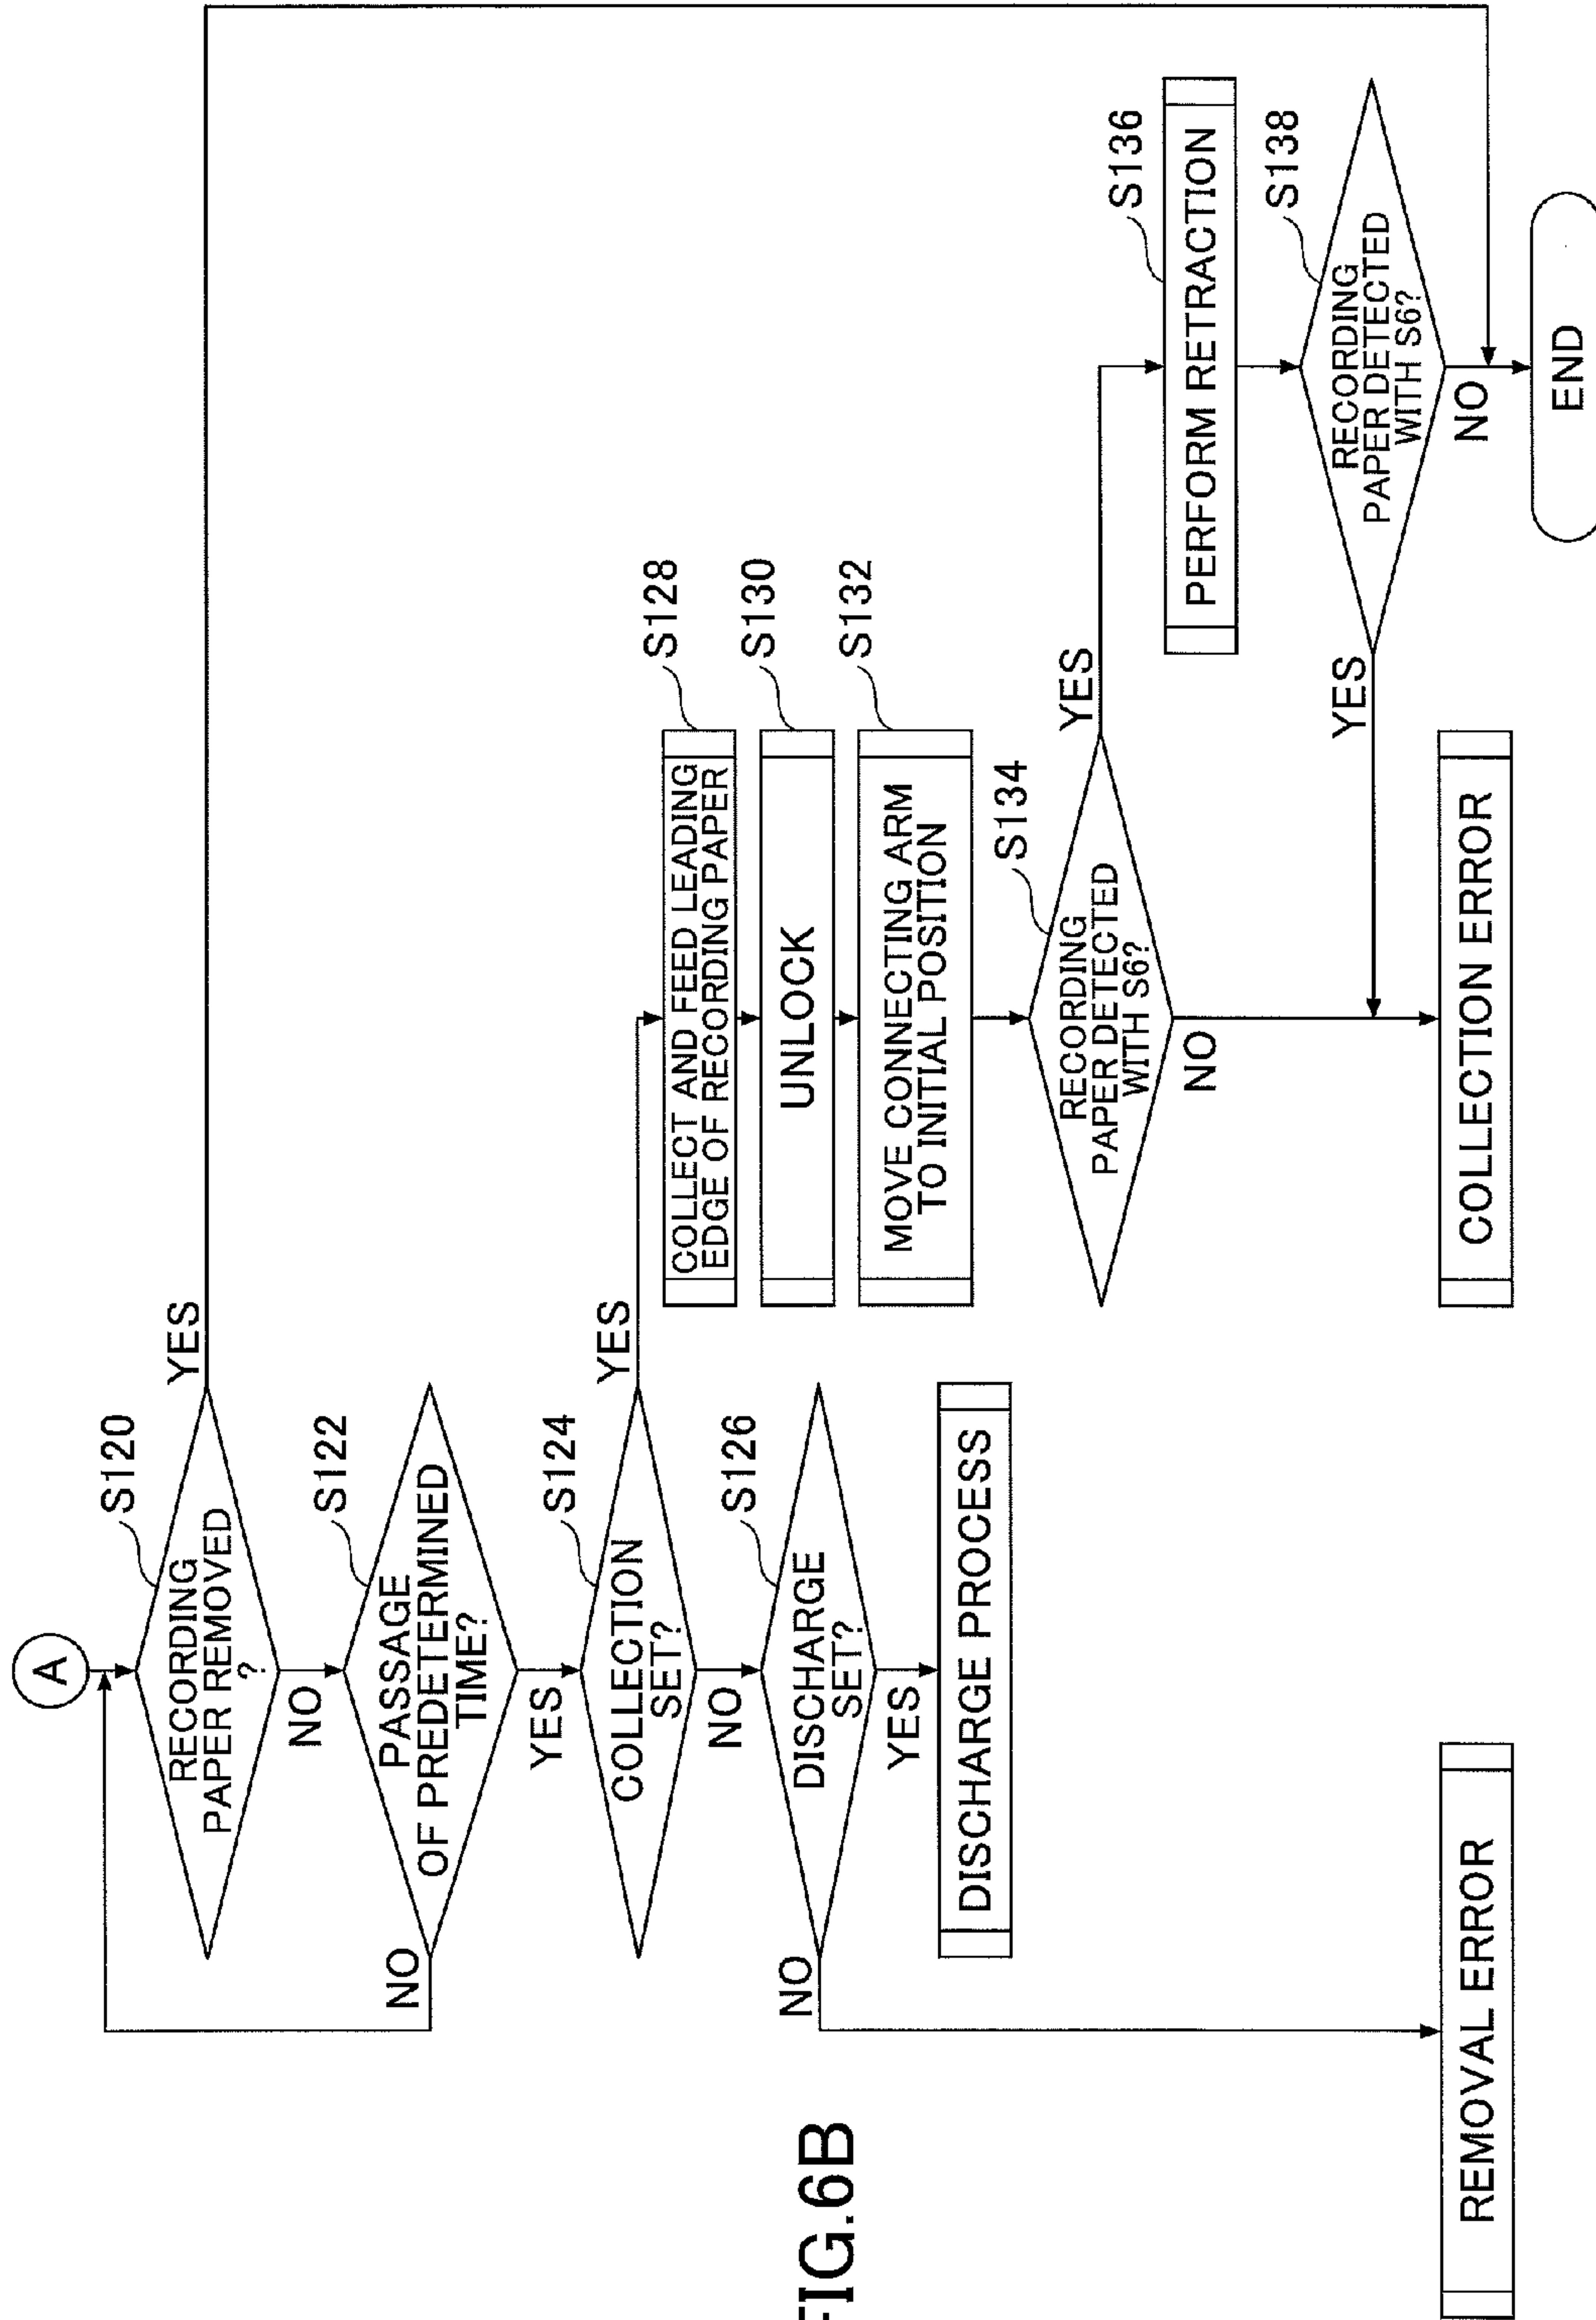 FIG.6B
A
S120
RECORDING
PAPER REMOVED
?
YES
NO
S122
PASSAGE
OF PREDETERMINED
TIME?
NO
YES
S124
COLLECTION
SET?
YES
NO
S126
DISCHARGE
SET?
NO
YES
DISCHARGE PROCESS
REMOVAL ERROR
S128
COLLECT AND FEED LEADING
EDGE OF RECORDING PAPER
S130
UNLOCK
S132
MOVE CONNECTING ARM
TO INITIAL POSITION
S134
RECORDING
PAPER DETECTED
WITH S6?
YES
NO
COLLECTION ERROR
S136
PERFORM RETRACTION
S138
RECORDING
PAPER DETECTED
WITH S6?
YES
NO
END